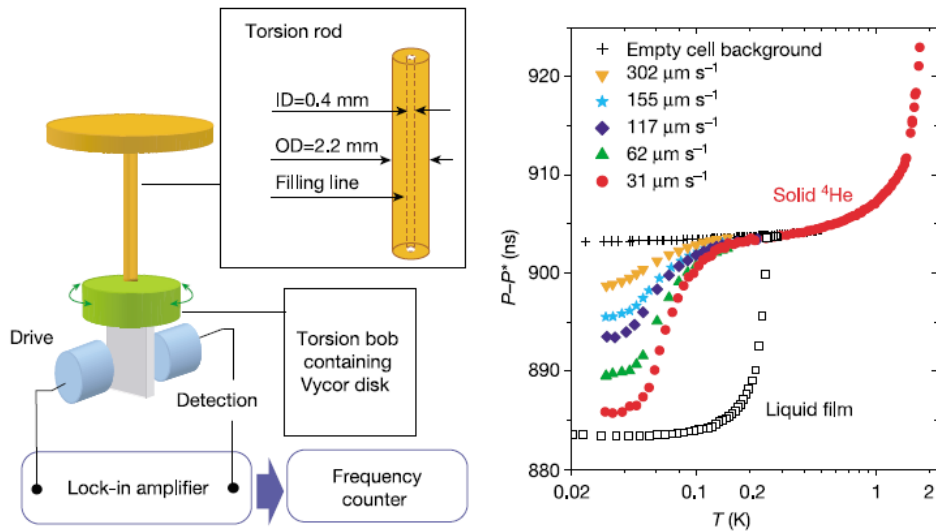 Torsion rod
ID=0.4 mm
OD=2.2 mm
Filling line
Drive
Torsion bob
containing
Vycor disk
Detection
Lock-in amplifier
Frequency
counter
920
910
900
890
880
P–P* (ns)
Empty cell background
302 µm s⁻¹
155 µm s⁻¹
117 µm s⁻¹
62 µm s⁻¹
31 µm s⁻¹
Solid ⁴He
Liquid film
0.02
0.1
0.2
1
2
T (K)